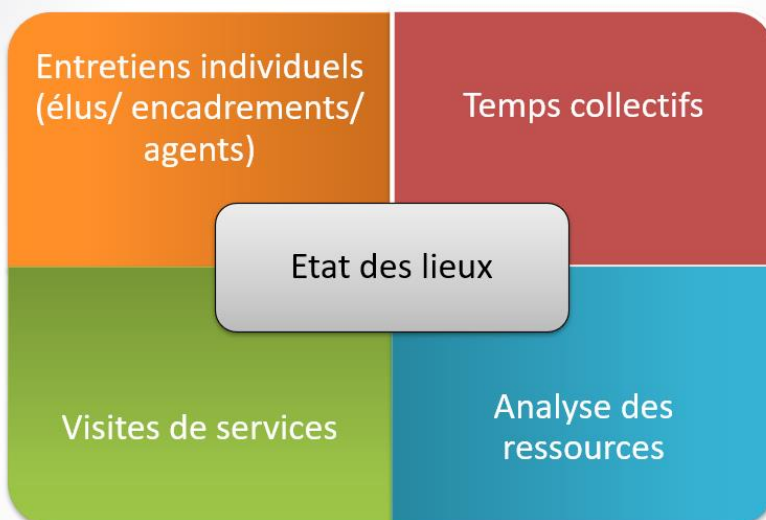 Entretiens individuels
(élus/ encadrements/
agents)
Temps collectifs
Etat des lieux
Visites de services
Analyse des
ressources